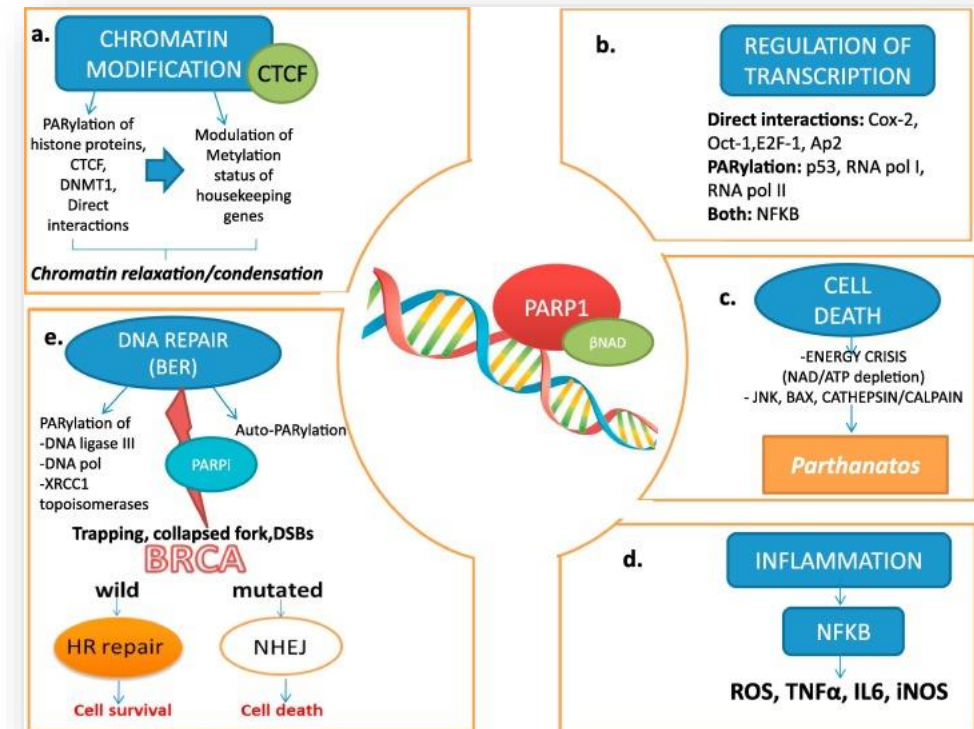 a.
CHROMATIN
MODIFICATION
CTCF
PARylation of
histone proteins,
CTCF,
DNMT1,
Direct
interactions
Modulation of
Metylation
status of
housekeeping
genes
Chromatin relaxation/condensation
b.
REGULATION OF
TRANSCRIPTION
Direct interactions: Cox-2,
Oct-1,E2F-1, Ap2
PARylation: p53, RNA pol I,
RNA pol II
Both: NFKB
PARP1
βNAD
c.
CELL
DEATH
-ENERGY CRISIS
(NAD/ATP depletion)
- JNK, BAX, CATHEPSIN/CALPAIN
Parthanatos
d.
INFLAMMATION
NFKB
ROS, TNFα, IL6, iNOS
e.
DNA REPAIR
(BER)
PARylation of
-DNA ligase III
-DNA pol
-XRCC1
topoisomerases
Auto-PARylation
PARPi
Trapping, collapsed fork,DSBs
BRCA
wild
mutated
HR repair
NHEJ
Cell survival
Cell death